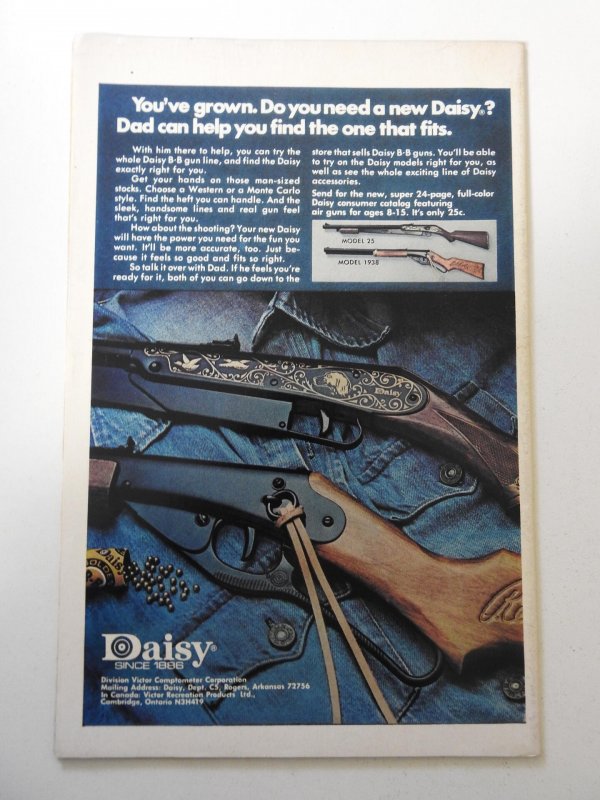 You've grown. Do you need a new Daisy®?
Dad can help you find the one that fits.
With him there to help, you can try the
whole Daisy B·B gun line, and find the Daisy
exactly right for you.
Get your hands on those man-sized
stocks. Choose a Western or a Monte Carlo
style. Find the heft you can handle. And the
sleek, handsome lines and real gun feel
that's right for you.
How about the shooting? Your new Daisy
will have the power you need for the fun you
want. It'll be more accurate, too. Just be-
cause it feels so good and fits so right.
So talk it over with Dad. If he feels you're
ready for it, both of you can go down to the
store that sells Daisy B·B guns. You'll be able
to try on the Daisy models right for you, as
well as see the whole exciting line of Daisy
accessories.
Send for the new, super 24-page, full-color
Daisy consumer catalog featuring
air guns for ages 8-15. It's only 25c.
MODEL 25
MODEL 1938
Daisy
Daisy
Daisy®
SINCE 1886
Division Victor Comptometer Corporation
Mailing Address: Daisy, Dept. C5, Rogers, Arkansas 72756
In Canada: Victor Recreation Products Ltd.,
Cambridge, Ontario N3H4T9